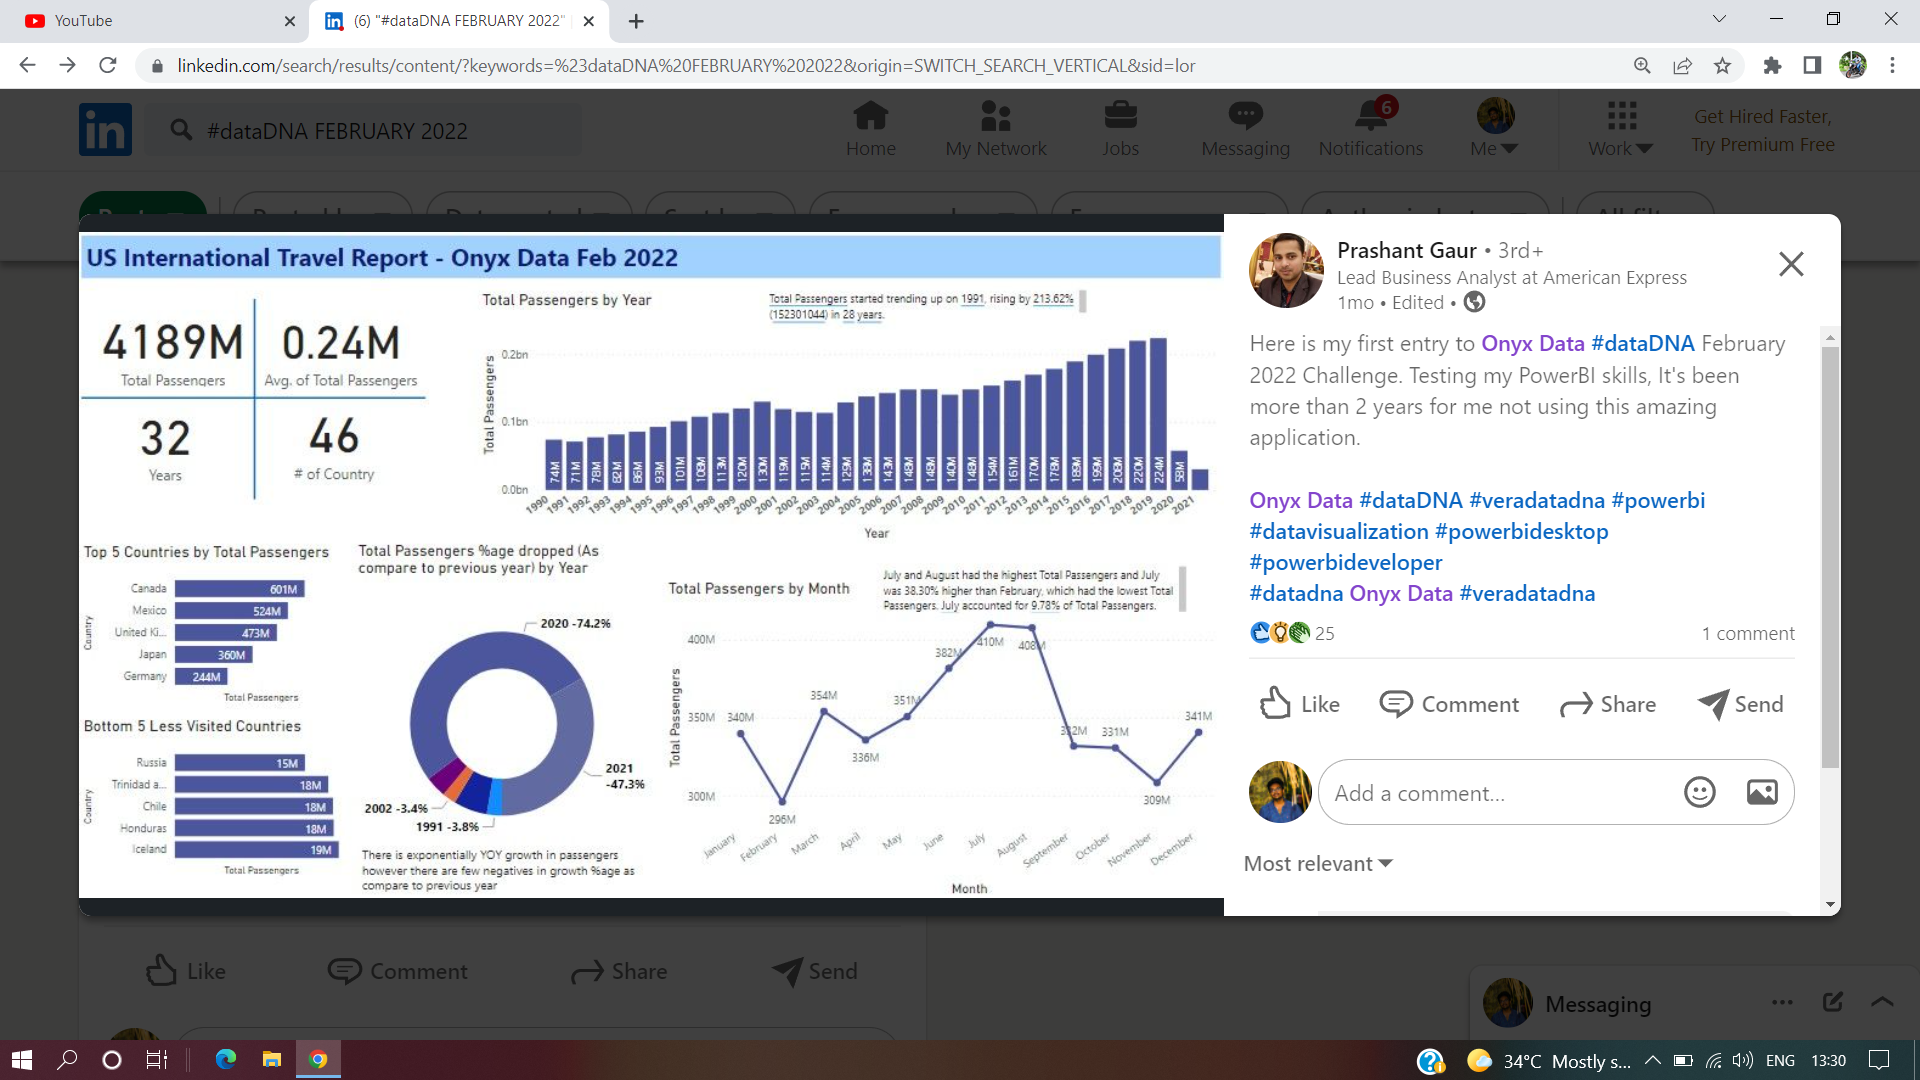 YouTube
(6) "#dataDNA FEBRUARY 2022"
linkedin.com/search/results/content/?keywords=%23dataDNA%20FEBRUARY%202022&origin=SWITCH_SEARCH_VERTICAL&sid=lor
in
#dataDNA FEBRUARY 2022
Home
My Network
Jobs
Messaging
6
Notifications
Me
Work
Get Hired Faster,
Try Premium Free
US International Travel Report - Onyx Data Feb 2022
4189M
Total Passengers
0.24M
Avg. of Total Passengers
32
Years
46
# of Country
Total Passengers by Year
Total Passengers started trending up on 1991, rising by 213.62%
(152301044) in 28 years.
Total Passengers
0.2bn
0.1bn
0.0bn
74M 71M 78M 82M 86M 93M 101M 108M 113M 120M 130M 119M 115M 114M 129M 138M 143M 148M 148M 140M 148M 154M 161M 170M 178M 189M 199M 208M 220M 224M 58M
1990 1991 1992 1993 1994 1995 1996 1997 1998 1999 2000 2001 2002 2003 2004 2005 2006 2007 2008 2009 2010 2011 2012 2013 2014 2015 2016 2017 2018 2019 2020 2021
Year
Top 5 Countries by Total Passengers
Country
Canada 601M
Mexico 524M
United Ki... 473M
Japan 360M
Germany 244M
Total Passengers
Bottom 5 Less Visited Countries
Country
Russia 15M
Trinidad a... 18M
Chile 18M
Honduras 18M
Iceland 19M
Total Passengers
Total Passengers %age dropped (As
compare to previous year) by Year
2020 -74.2%
2021
-47.3%
2002 -3.4%
1991 -3.8%
There is exponentially YOY growth in passengers
however there are few negatives in growth %age as
compare to previous year
Total Passengers by Month
July and August had the highest Total Passengers and July
was 38.30% higher than February, which had the lowest Total
Passengers. July accounted for 9.78% of Total Passengers.
Total Passengers
400M
350M
300M
340M
296M
354M
336M
351M
382M
410M
408M
332M
331M
309M
341M
January February March April May June July August September October November December
Month
Prashant Gaur • 3rd+
Lead Business Analyst at American Express
1mo • Edited •
Here is my first entry to Onyx Data #dataDNA February
2022 Challenge. Testing my PowerBI skills, It's been
more than 2 years for me not using this amazing
application.
Onyx Data #dataDNA #veradatadna #powerbi
#datavisualization #powerbidesktop
#powerbideveloper
#datadna Onyx Data #veradatadna
25
1 comment
Like
Comment
Share
Send
Add a comment...
Most relevant
Like
Comment
Share
Send
Messaging
34°C Mostly s...
ENG
13:30